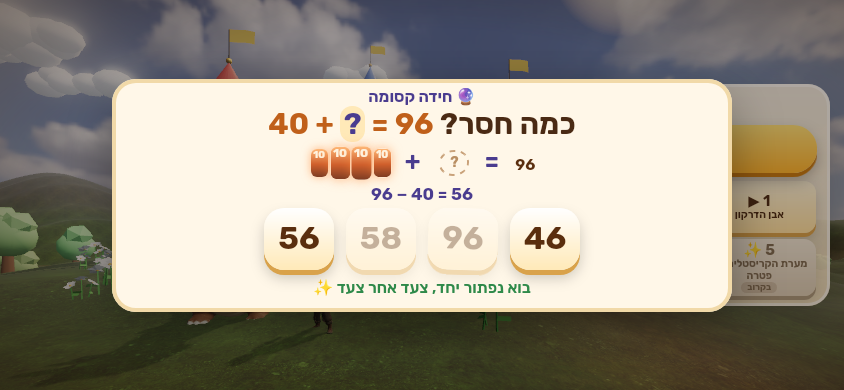 🔮 חידה קסומה
כמה חסר? 40 + ? = 96
10 10 10 10 + ? = 96
96 − 40 = 56
56 58 96 46
בוא נפתור יחד, צעד אחר צעד ✨
▶ 1
אבן הדרקון
✨ 5
מערת הקריסטלים
פטרה
בקרוב